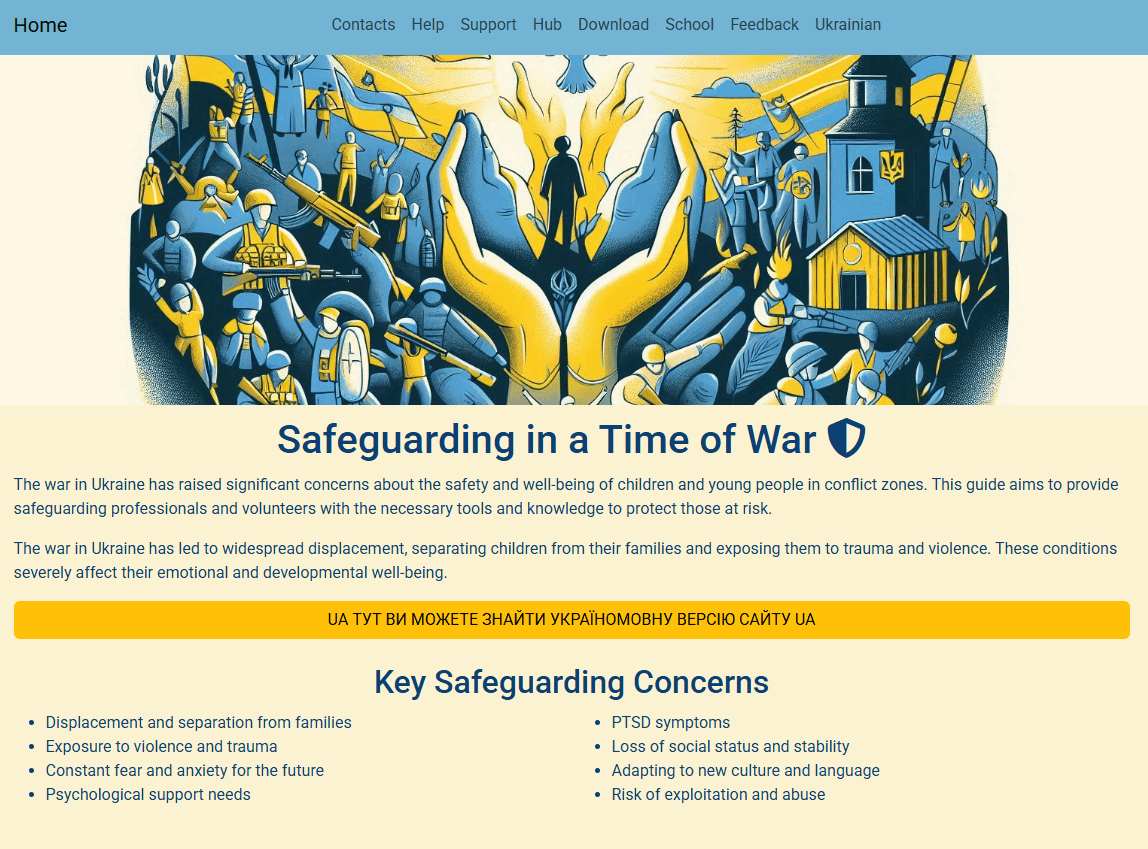 Home Contacts Help Support Hub Download School Feedback Ukrainian
Safeguarding in a Time of War
The war in Ukraine has raised significant concerns about the safety and well-being of children and young people in conflict zones. This guide aims to provide
safeguarding professionals and volunteers with the necessary tools and knowledge to protect those at risk.
The war in Ukraine has led to widespread displacement, separating children from their families and exposing them to trauma and violence. These conditions
severely affect their emotional and developmental well-being.
UA ТУТ ВИ МОЖЕТЕ ЗНАЙТИ УКРАЇНОМОВНУ ВЕРСІЮ САЙТУ UA
Key Safeguarding Concerns
Displacement and separation from families
Exposure to violence and trauma
Constant fear and anxiety for the future
Psychological support needs
PTSD symptoms
Loss of social status and stability
Adapting to new culture and language
Risk of exploitation and abuse